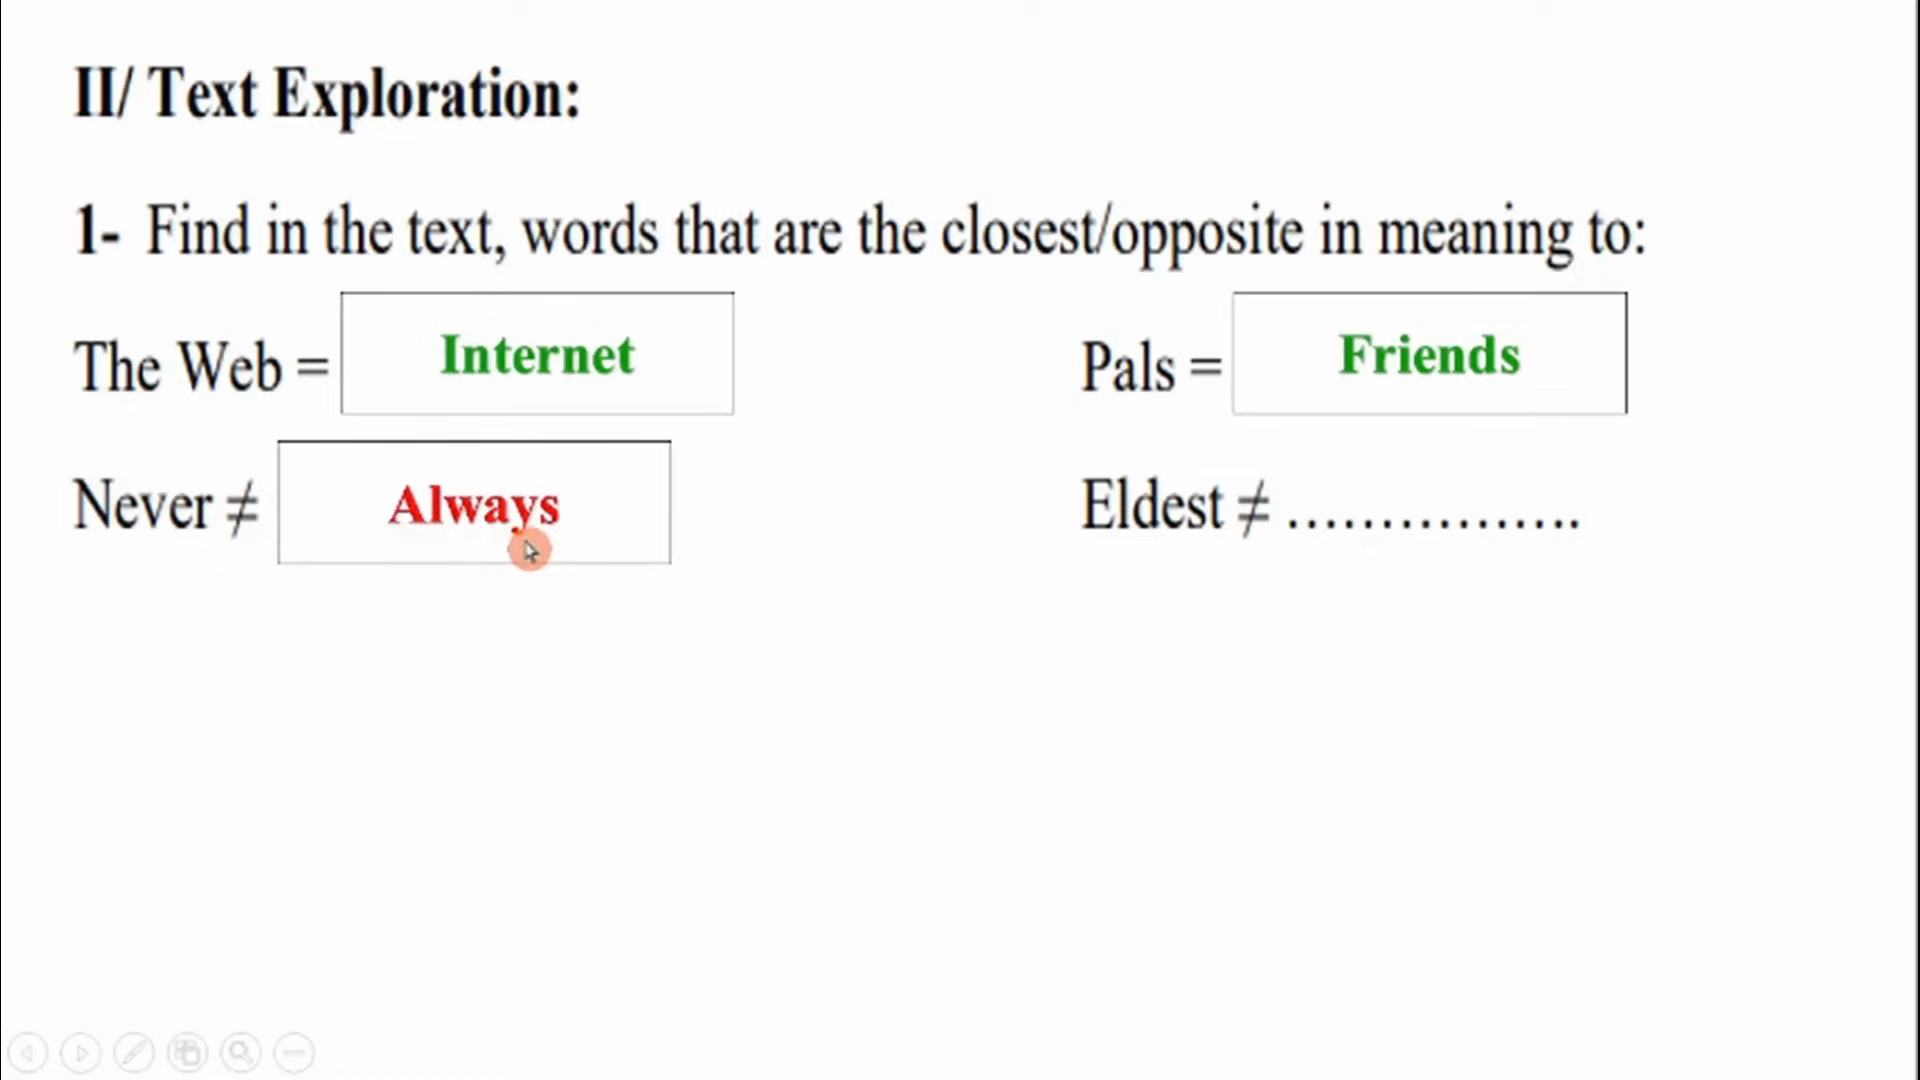 II/ Text Exploration:
1- Find in the text, words that are the closest/opposite in meaning to:
The Web = Internet Pals = Friends
Never ≠ Always Eldest ≠ …………….